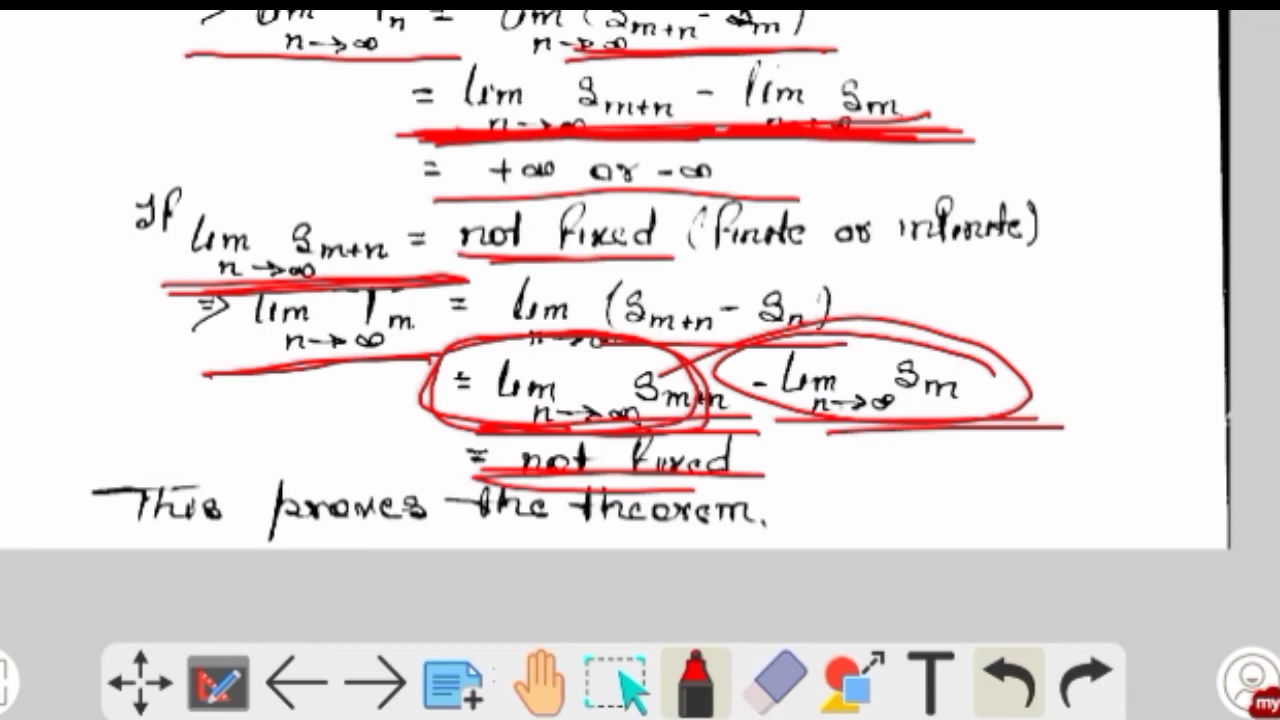 ⇒ lim n→∞ Tn = lim n→∞ (Sm+n - Sm)
= lim n→∞ Sm+n - lim n→∞ Sm
= +∞ or -∞
If lim n→∞ Sm+n = not fixed (finite or infinite)
⇒ lim n→∞ Tm = lim n→∞ (Sm+n - Sn)
= lim n→∞ Sm+n - lim n→∞ Sm
= not fixed
This proves the theorem.
T
my